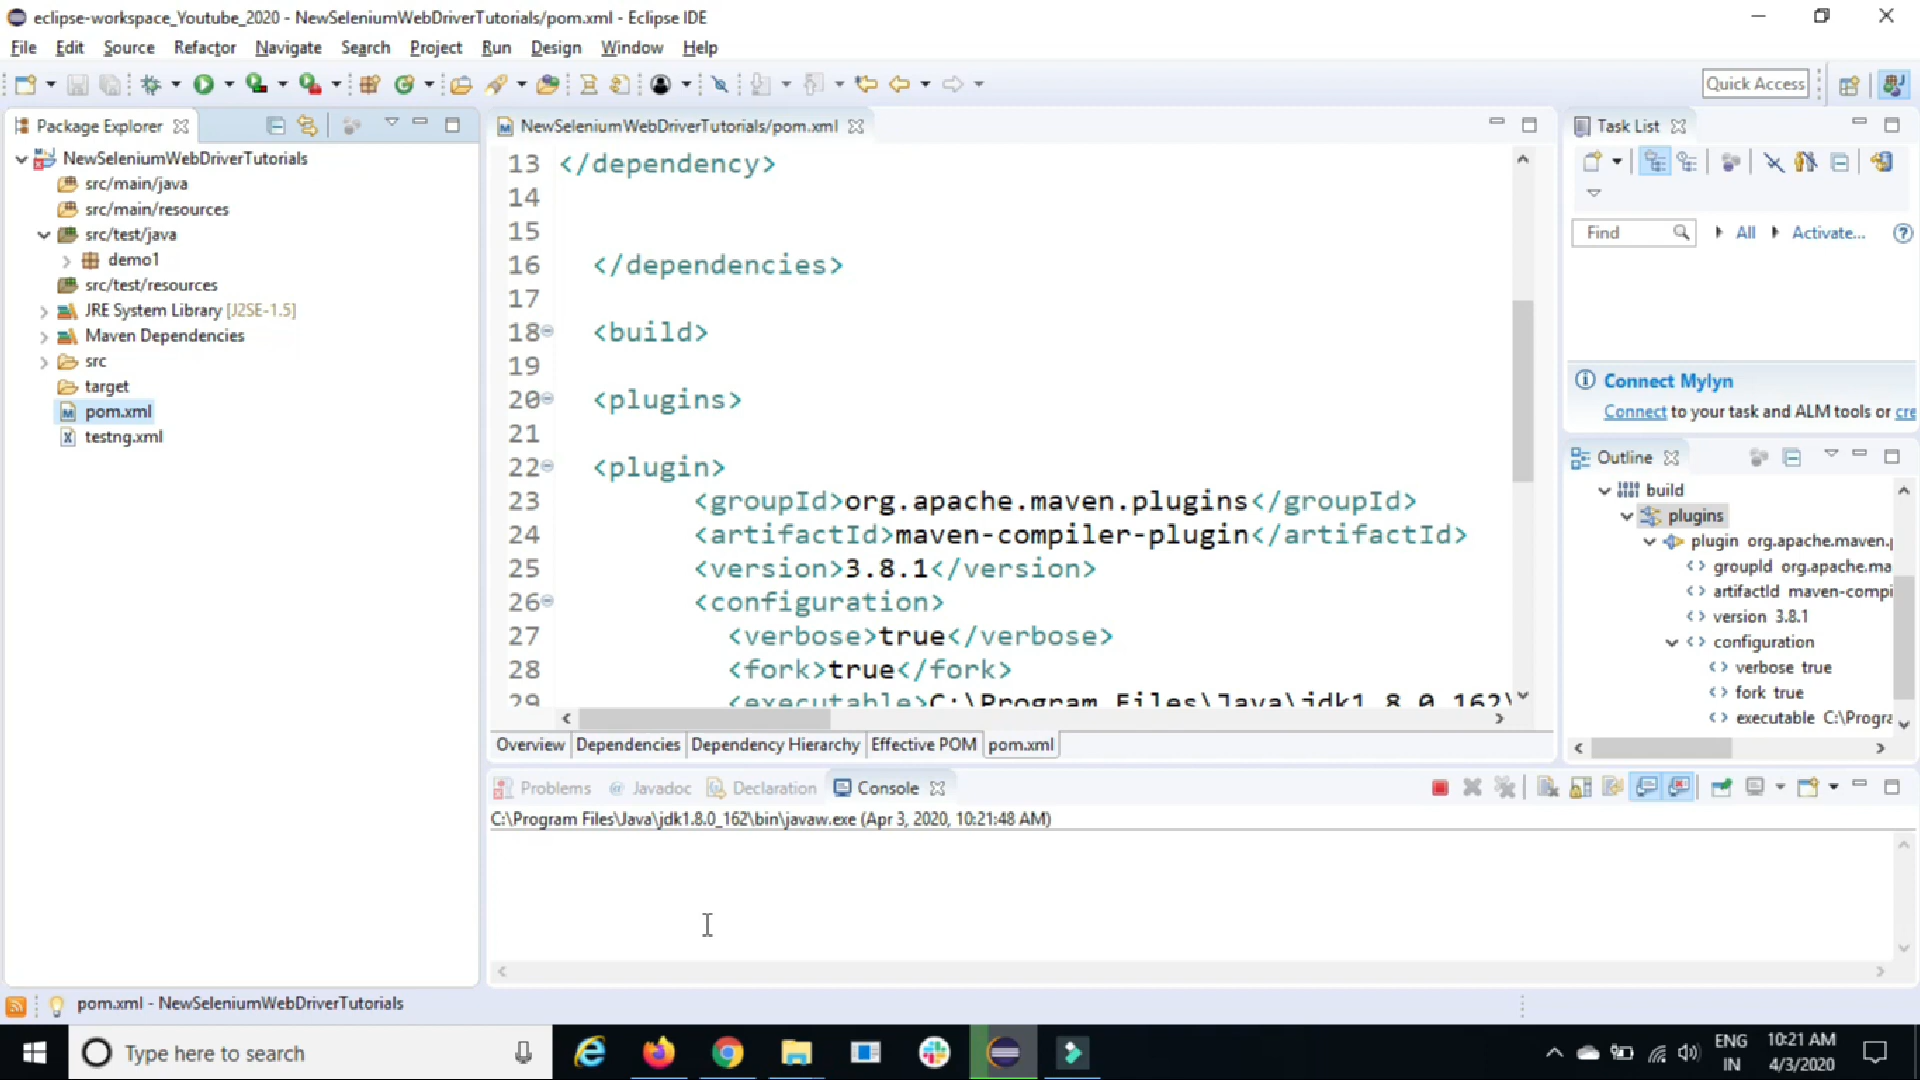 eclipse-workspace_Youtube_2020 - NewSeleniumWebDriverTutorials/pom.xml - Eclipse IDE
File Edit Source Refactor Navigate Search Project Run Design Window Help
Quick Access
Package Explorer
NewSeleniumWebDriverTutorials
src/main/java
src/main/resources
src/test/java
demo1
src/test/resources
JRE System Library [J2SE-1.5]
Maven Dependencies
src
target
pom.xml
testng.xml
NewSeleniumWebDriverTutorials/pom.xml
13 </dependency>
14
15
16 </dependencies>
17
18 <build>
19
20 <plugins>
21
22 <plugin>
23 <groupId>org.apache.maven.plugins</groupId>
24 <artifactId>maven-compiler-plugin</artifactId>
25 <version>3.8.1</version>
26 <configuration>
27 <verbose>true</verbose>
28 <fork>true</fork>
29 <executable>C:\Program Files\Java\jdk1.8.0_162\
Overview Dependencies Dependency Hierarchy Effective POM pom.xml
Task List
Find All Activate...
Connect Mylyn
Connect to your task and ALM tools or cre
Outline
build
plugins
plugin org.apache.maven.p
groupId org.apache.ma
artifactId maven-compi
version 3.8.1
configuration
verbose true
fork true
executable C:\Progra
Problems Javadoc Declaration Console
C:\Program Files\Java\jdk1.8.0_162\bin\javaw.exe (Apr 3, 2020, 10:21:48 AM)
pom.xml - NewSeleniumWebDriverTutorials
Type here to search
ENG
IN
10:21 AM
4/3/2020